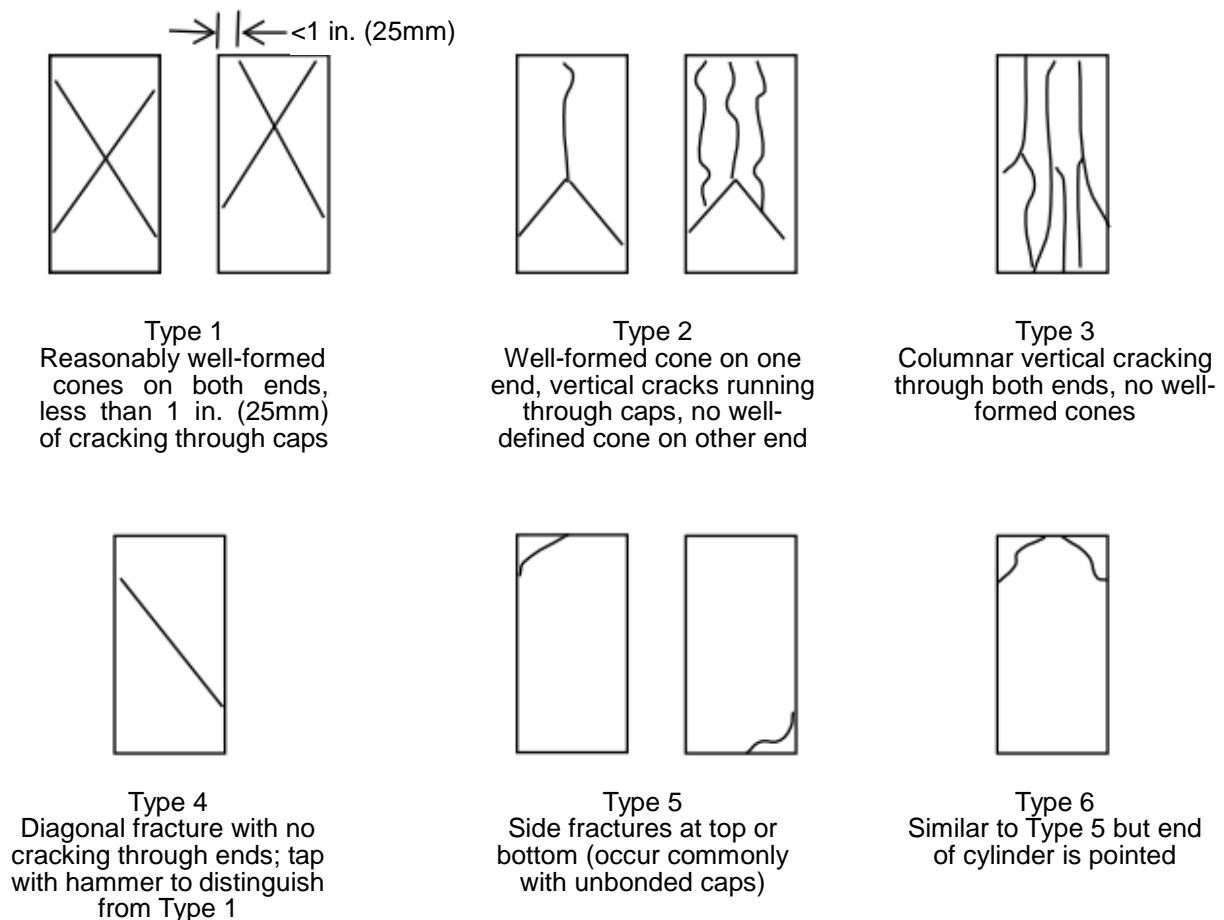 <1 in. (25mm)
Type 1
Reasonably well-formed
cones on both ends,
less than 1 in. (25mm)
of cracking through caps
Type 2
Well-formed cone on one
end, vertical cracks running
through caps, no well-
defined cone on other end
Type 3
Columnar vertical cracking
through both ends, no well-
formed cones
Type 4
Diagonal fracture with no
cracking through ends; tap
with hammer to distinguish
from Type 1
Type 5
Side fractures at top or
bottom (occur commonly
with unbonded caps)
Type 6
Similar to Type 5 but end
of cylinder is pointed